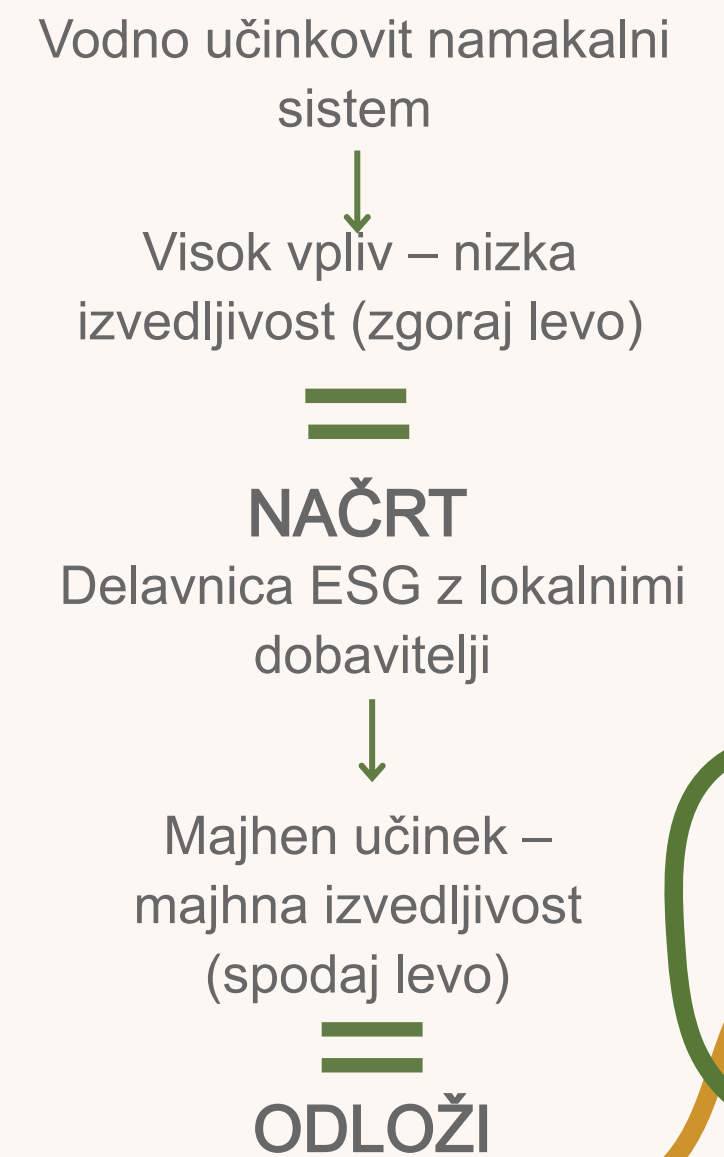 Vodno učinkovit namakalni
sistem
Visok vpliv – nizka
izvedljivost (zgoraj levo)
NAČRT
Delavnica ESG z lokalnimi
dobavitelji
Majhen učinek –
majhna izvedljivost
(spodaj levo)
ODLOŽI